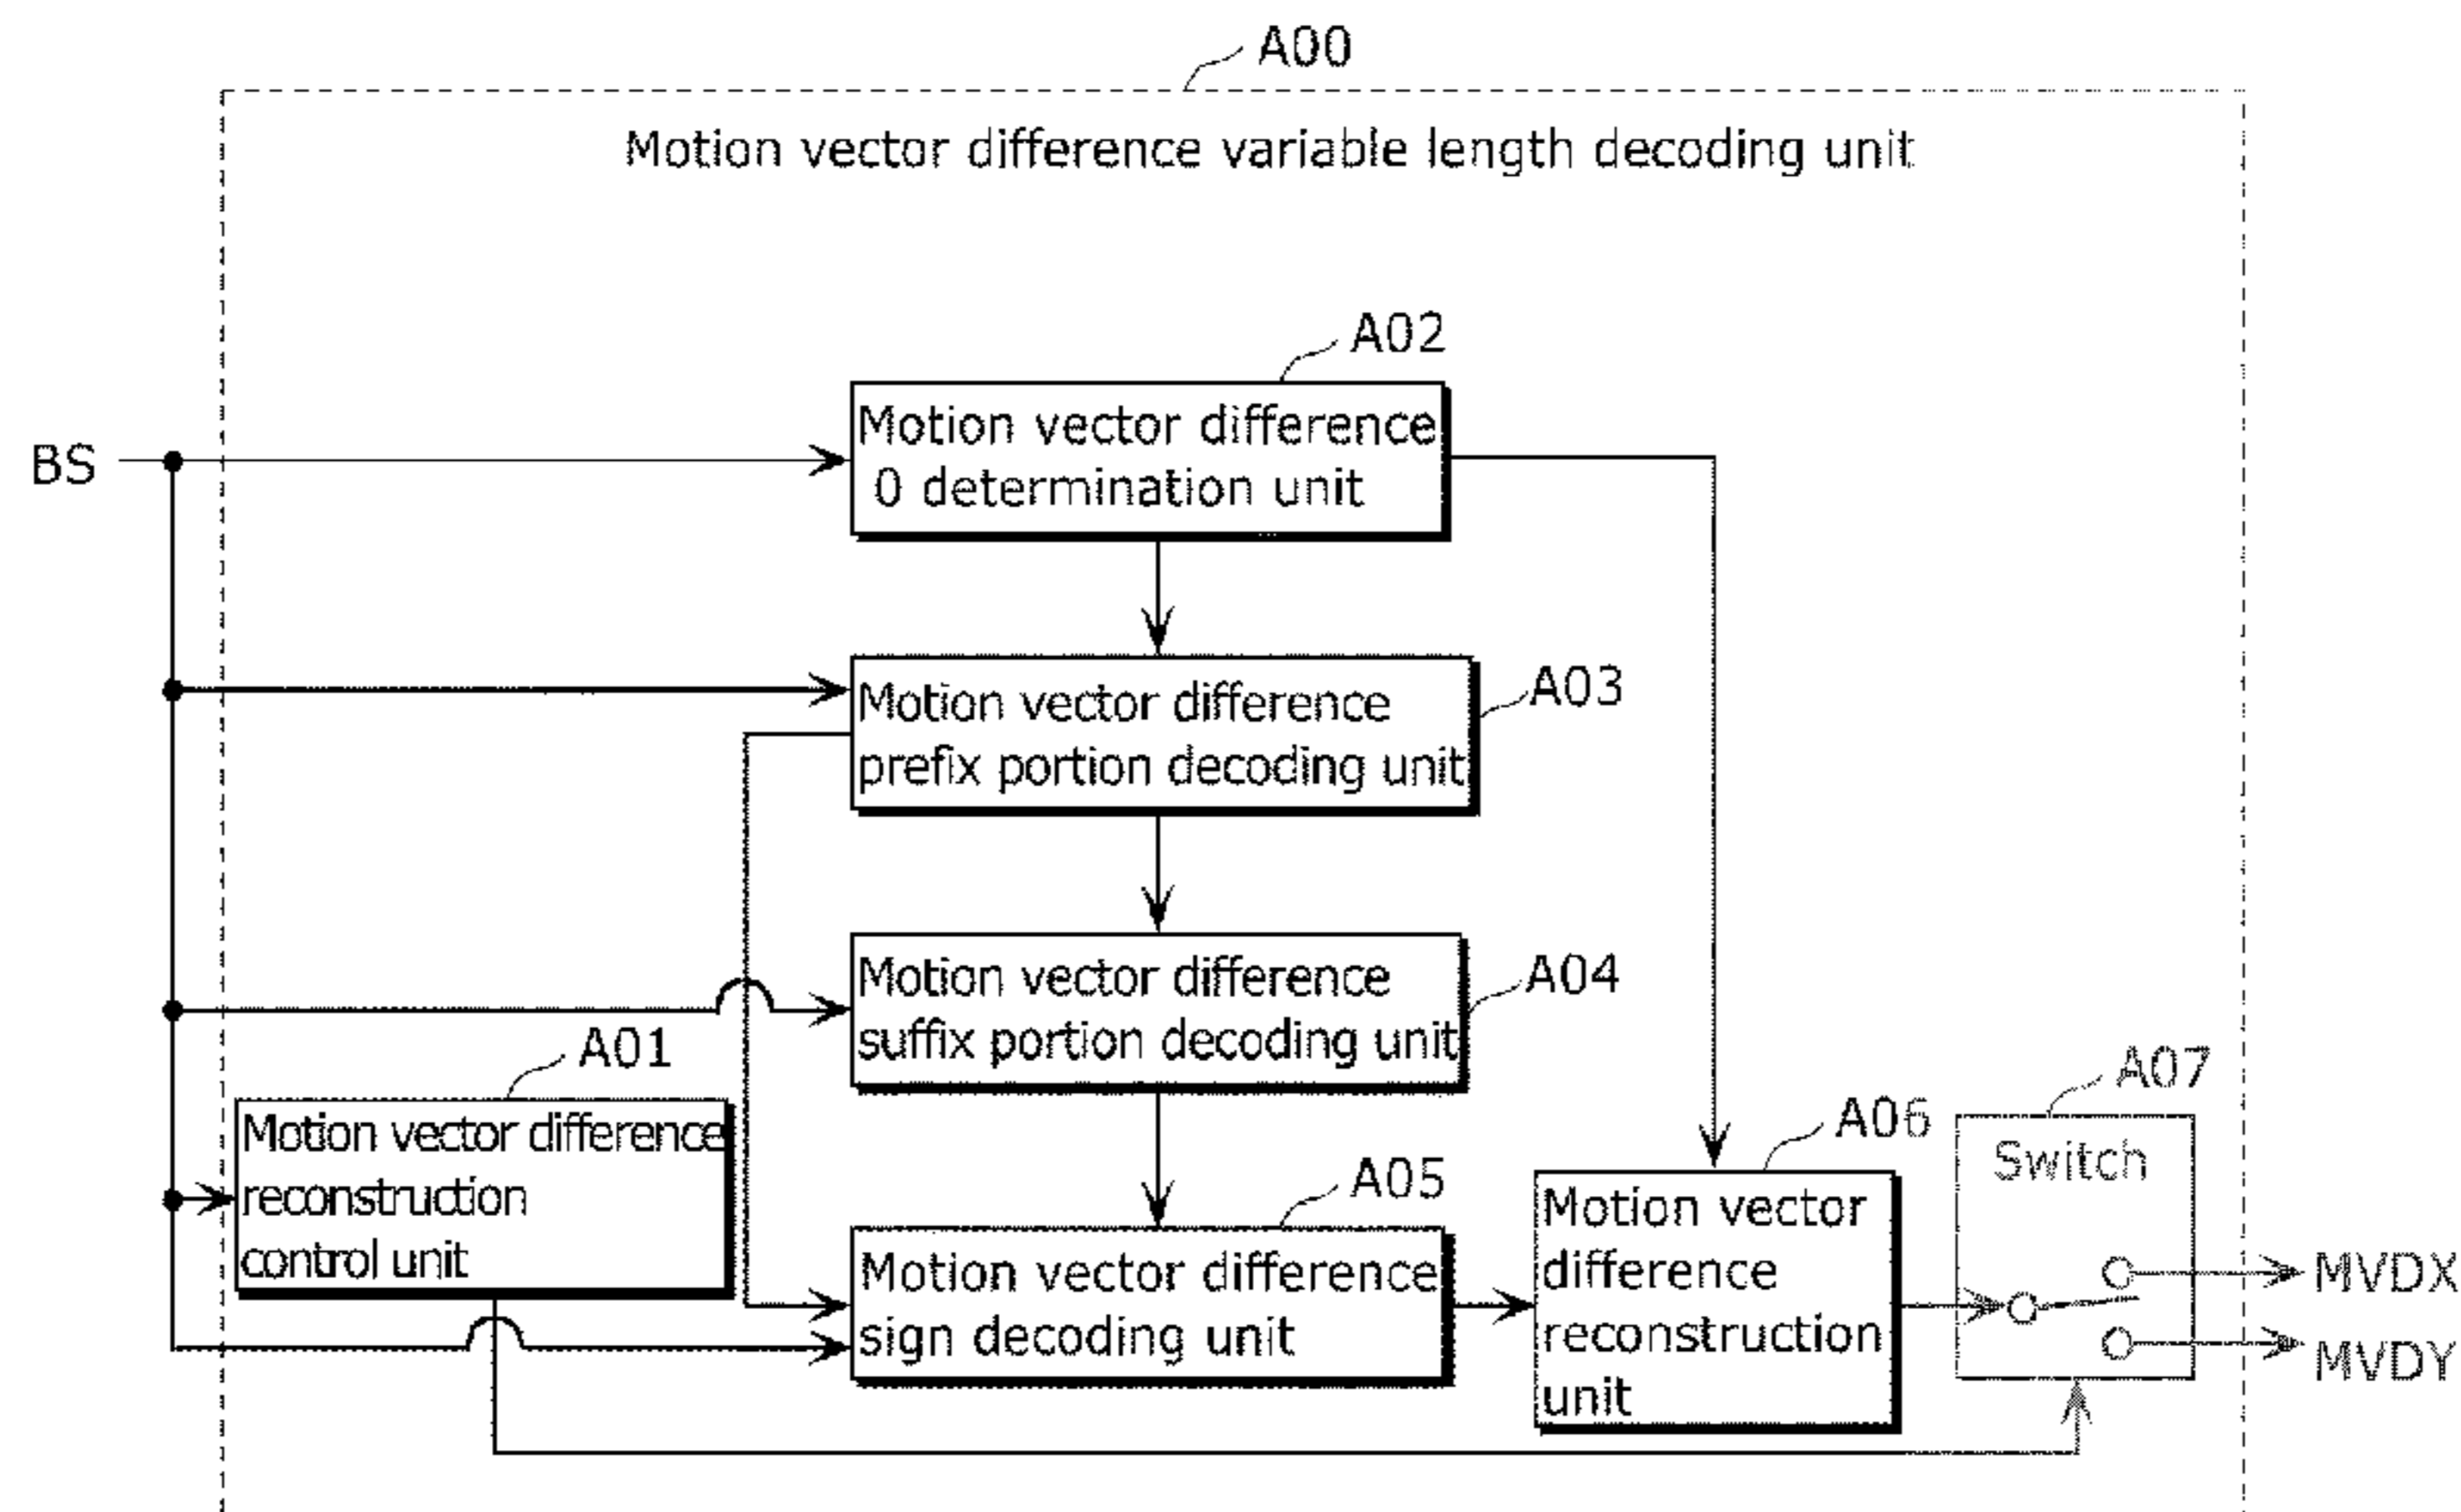 A00
Motion vector difference variable length decoding unit
A02
BS
Motion vector difference
0 determination unit
A03
Motion vector difference
prefix portion decoding unit
A04
Motion vector difference
suffix portion decoding unit
A01
Motion vector difference
reconstruction
control unit
A05
Motion vector difference
sign decoding unit
A06
Motion vector
difference
reconstruction
unit
A07
Switch
MVDX
MVDY